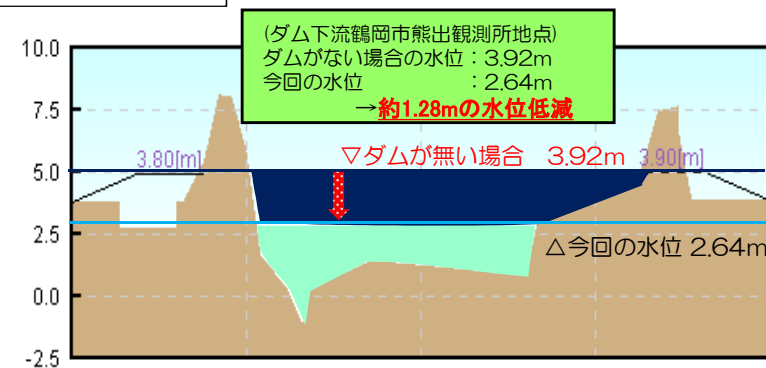 (ダム下流鶴岡市熊出観測所地点)
ダムがない場合の水位：3.92m
今回の水位　　　　：2.64m
→約1.28mの水位低減
10.0
7.5
5.0
2.5
0.0
-2.5
3.80[m]
▽ダムが無い場合　3.92m
3.90[m]
△今回の水位 2.64m